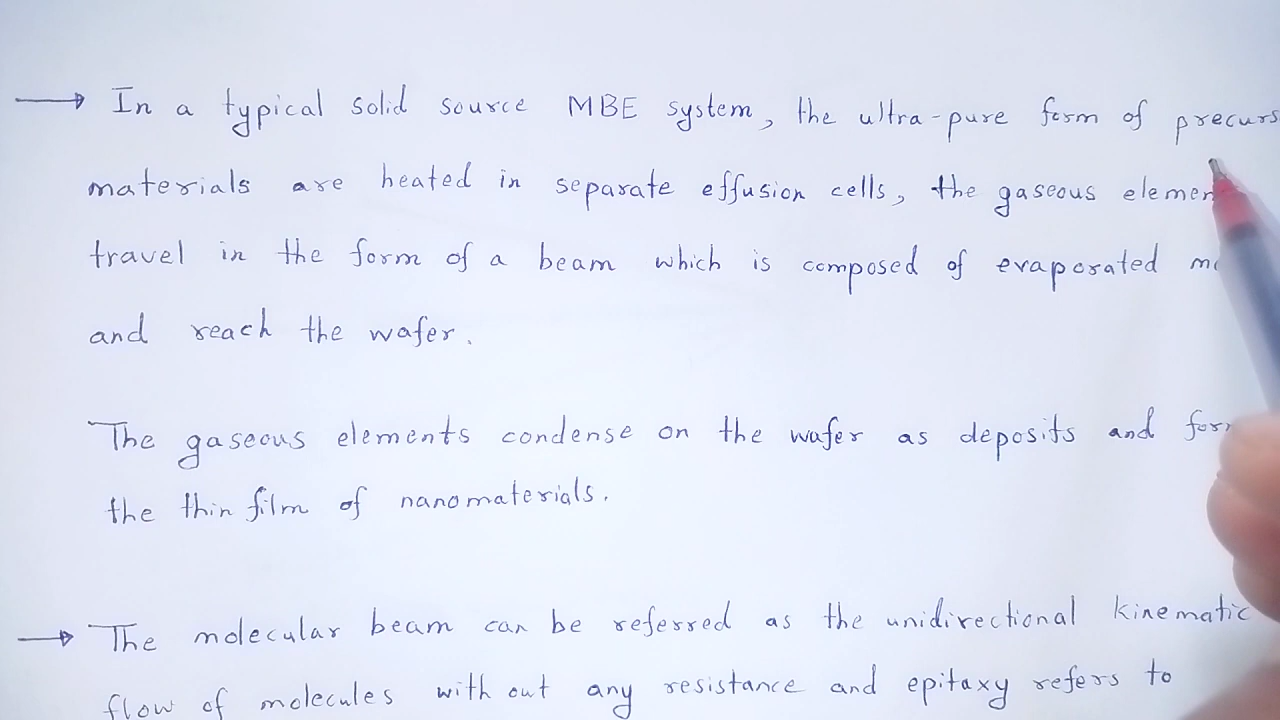 In a typical solid source MBE system, the ultra-pure form of precurs
materials are heated in separate effusion cells, the gaseous elemen
travel in the form of a beam which is composed of evaporated
and reach the wafer.
The gaseous elements condense on the wafer as deposits and
the thin film of nanomaterials.
The molecular beam can be referred as the unidirectional kinematic
flow of molecules with out any resistance and epitaxy refers to